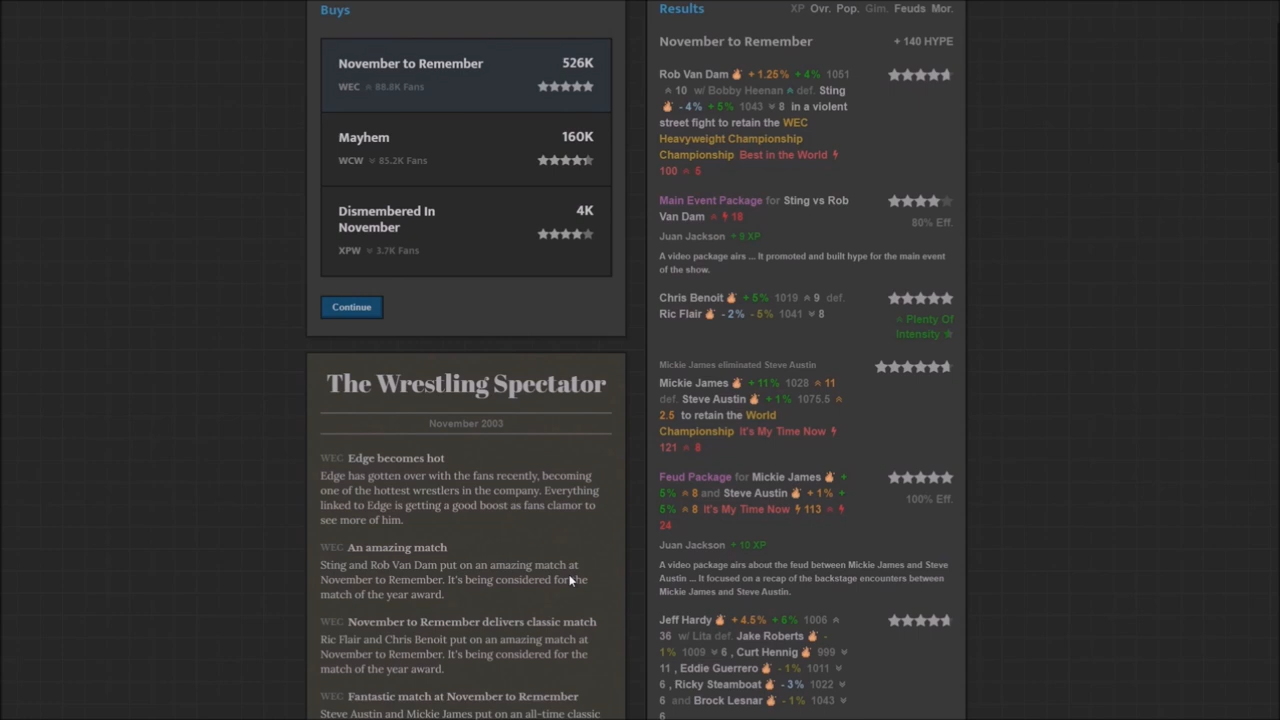 Buys
November to Remember 526K
WEC 88.8K Fans
Mayhem 160K
WCW 85.2K Fans
Dismembered In 4K
November
XPW 3.7K Fans
Continue
The Wrestling Spectator
November 2003
WEC Edge becomes hot
Edge has gotten over with the fans recently, becoming
one of the hottest wrestlers in the company. Everything
linked to Edge is getting a good boost as fans clamor to
see more of him.
WEC An amazing match
Sting and Rob Van Dam put on an amazing match at
November to Remember. It's being considered for the
match of the year award.
WEC November to Remember delivers classic match
Ric Flair and Chris Benoit put on an amazing match at
November to Remember. It's being considered for the
match of the year award.
WEC Fantastic match at November to Remember
Steve Austin and Mickie James put on an all-time classic
Results XP Ovr. Pop. Gim. Feuds Mor.
November to Remember + 140 HYPE
Rob Van Dam + 1.25% + 4% 1051
10 w/ Bobby Heenan def. Sting
- 4% + 5% 1043 8 in a violent
street fight to retain the WEC
Heavyweight Championship
Championship Best in the World
100 5
Main Event Package for Sting vs Rob
Van Dam 18
80% Eff.
Juan Jackson + 9 XP
A video package airs ... It promoted and built hype for the main event
of the show.
Chris Benoit + 5% 1019 9 def.
Ric Flair - 2% - 5% 1041 8
Plenty Of
Intensity
Mickie James eliminated Steve Austin
Mickie James + 11% 1028 11
def. Steve Austin + 1% 1075.5
2.5 to retain the World
Championship It's My Time Now
121 8
Feud Package for Mickie James +
5% 8 and Steve Austin + 1% +
5% 8 It's My Time Now 113
24
100% Eff.
Juan Jackson + 10 XP
A video package airs about the feud between Mickie James and Steve
Austin ... It focused on a recap of the backstage encounters between
Mickie James and Steve Austin.
Jeff Hardy + 4.5% + 6% 1006
36 w/ Lita def. Jake Roberts -
1% 1009 6 , Curt Hennig 999
11 , Eddie Guerrero - 1% 1011
6 , Ricky Steamboat - 3% 1022
6 and Brock Lesnar - 1% 1043
6